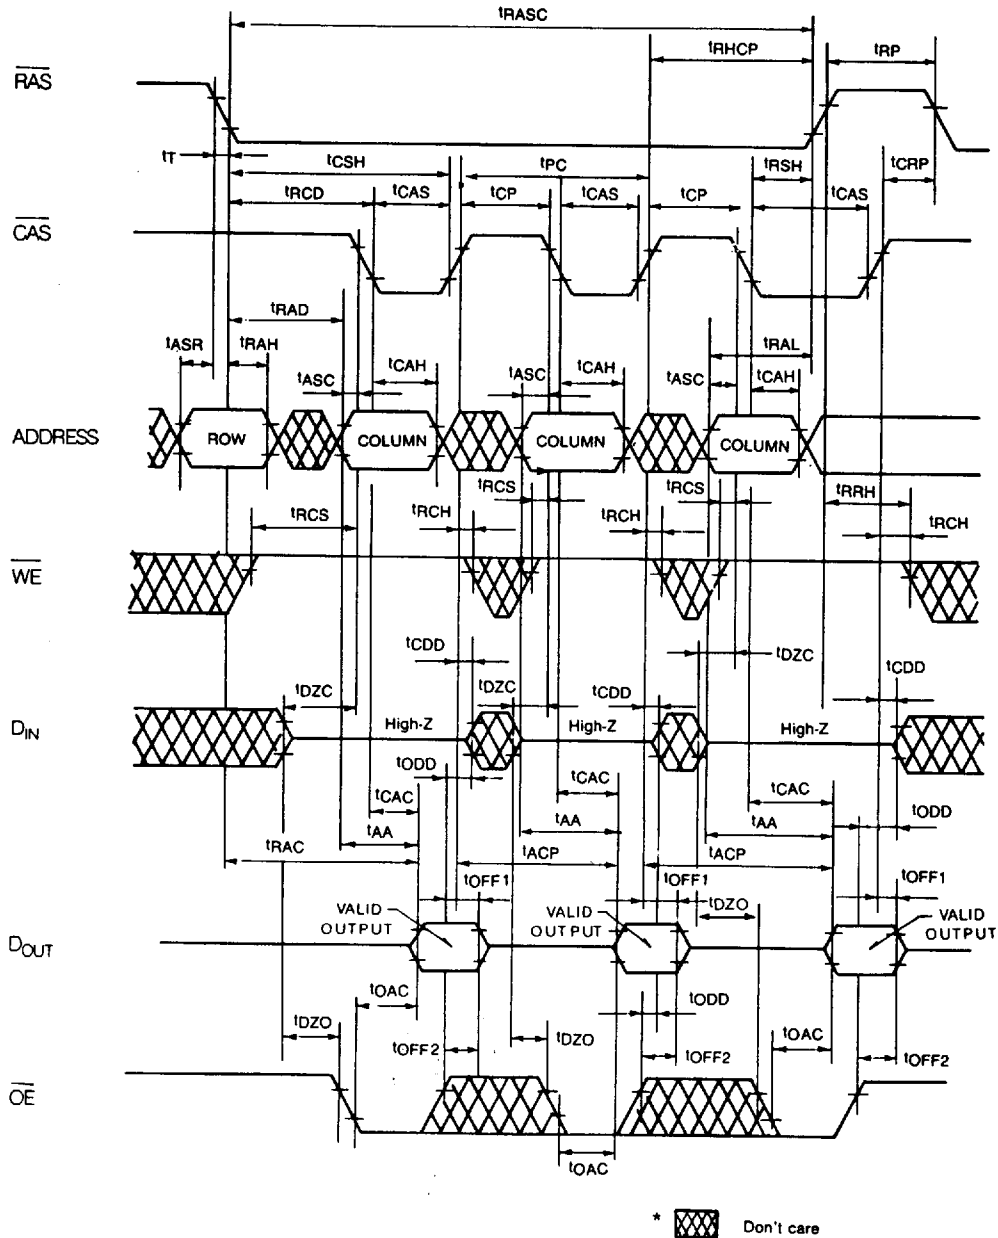 tRASC
tRHCP
tRP
RAS
tT
tCSH
tPC
tRSH
tCRP
tRCD
tCAS
tCP
tCAS
tCP
tCAS
CAS
tRAD
tRAL
tASR
tRAH
tASC
tCAH
tASC
tCAH
tASC
tCAH
ADDRESS
ROW
COLUMN
COLUMN
COLUMN
tRCS
tRCH
tRCS
tRCH
tRCS
tRRH
tRCH
WE
tCDD
tDZC
tDZC
tDZC
tCDD
tCDD
DIN
High-Z
High-Z
High-Z
tODD
tCAC
tCAC
tCAC
tODD
tAA
tAA
tAA
tRAC
tACP
tACP
tOFF1
tOFF1
tDZO
tOFF1
VALID OUTPUT
VALID OUTPUT
VALID OUTPUT
DOUT
tOAC
tODD
tDZO
tOFF2
tDZO
tOFF2
tOAC
tOFF2
OE
tOAC
* Don't care